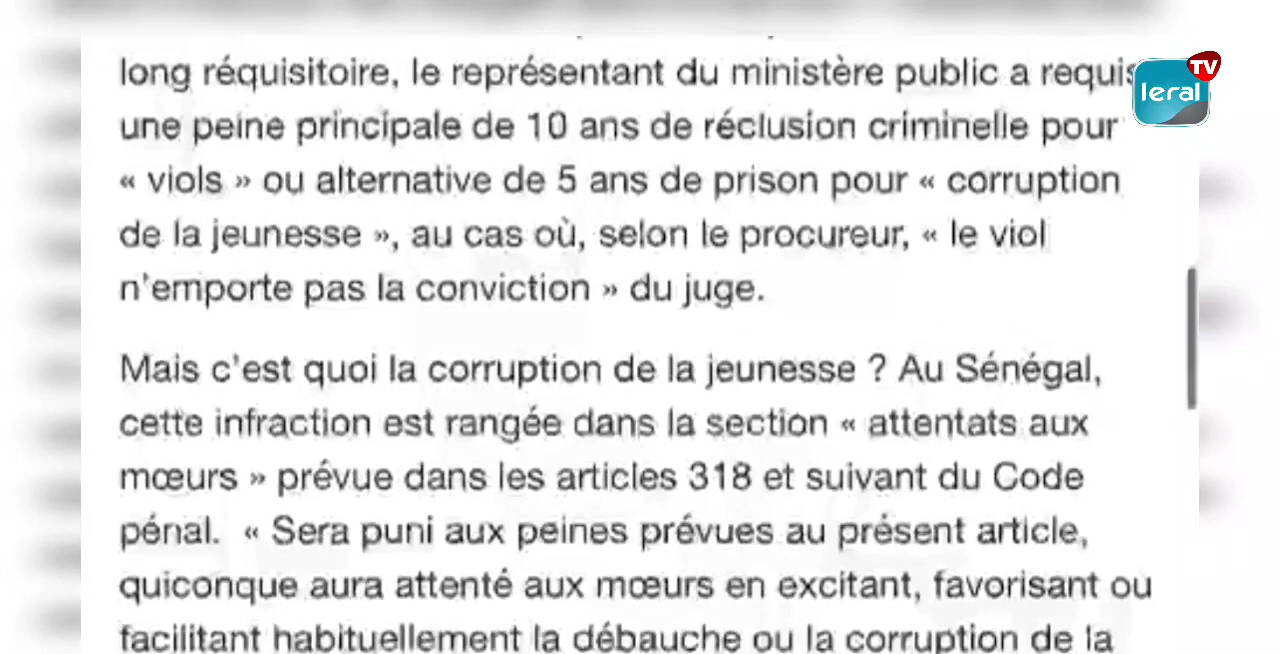 long réquisitoire, le représentant du ministère public a requis
une peine principale de 10 ans de réclusion criminelle pour
« viols » ou alternative de 5 ans de prison pour « corruption
de la jeunesse », au cas où, selon le procureur, « le viol
n'emporte pas la conviction » du juge.
Mais c'est quoi la corruption de la jeunesse ? Au Sénégal,
cette infraction est rangée dans la section « attentats aux
mœurs » prévue dans les articles 318 et suivant du Code
pénal. « Sera puni aux peines prévues au présent article,
quiconque aura attenté aux mœurs en excitant, favorisant ou
facilitant habituellement la débauche ou la corruption de la
leral TV